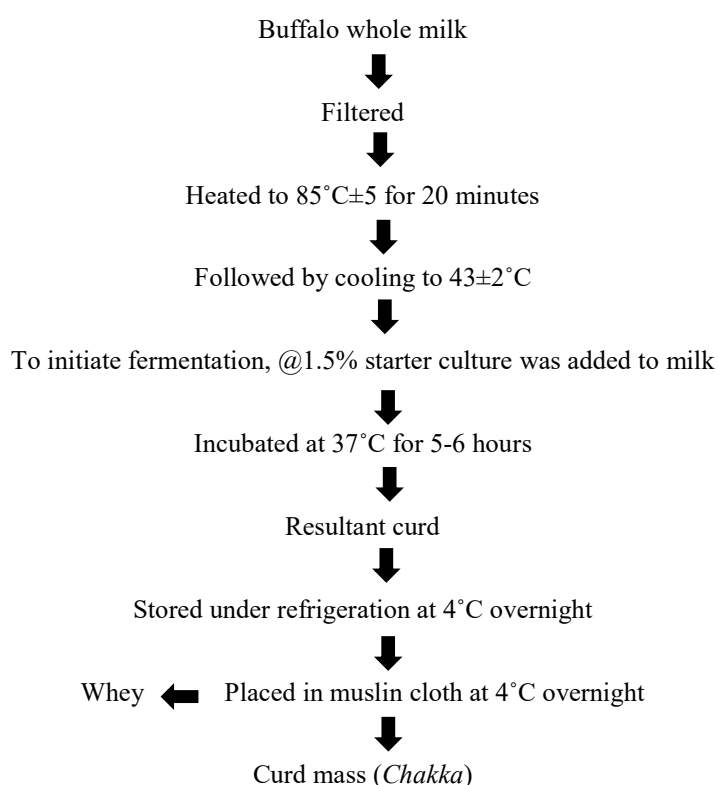 Buffalo whole milk
Filtered
Heated to 85˚C±5 for 20 minutes
Followed by cooling to 43±2˚C
To initiate fermentation, @1.5% starter culture was added to milk
Incubated at 37˚C for 5-6 hours
Resultant curd
Stored under refrigeration at 4˚C overnight
Whey Placed in muslin cloth at 4˚C overnight
Curd mass (Chakka)